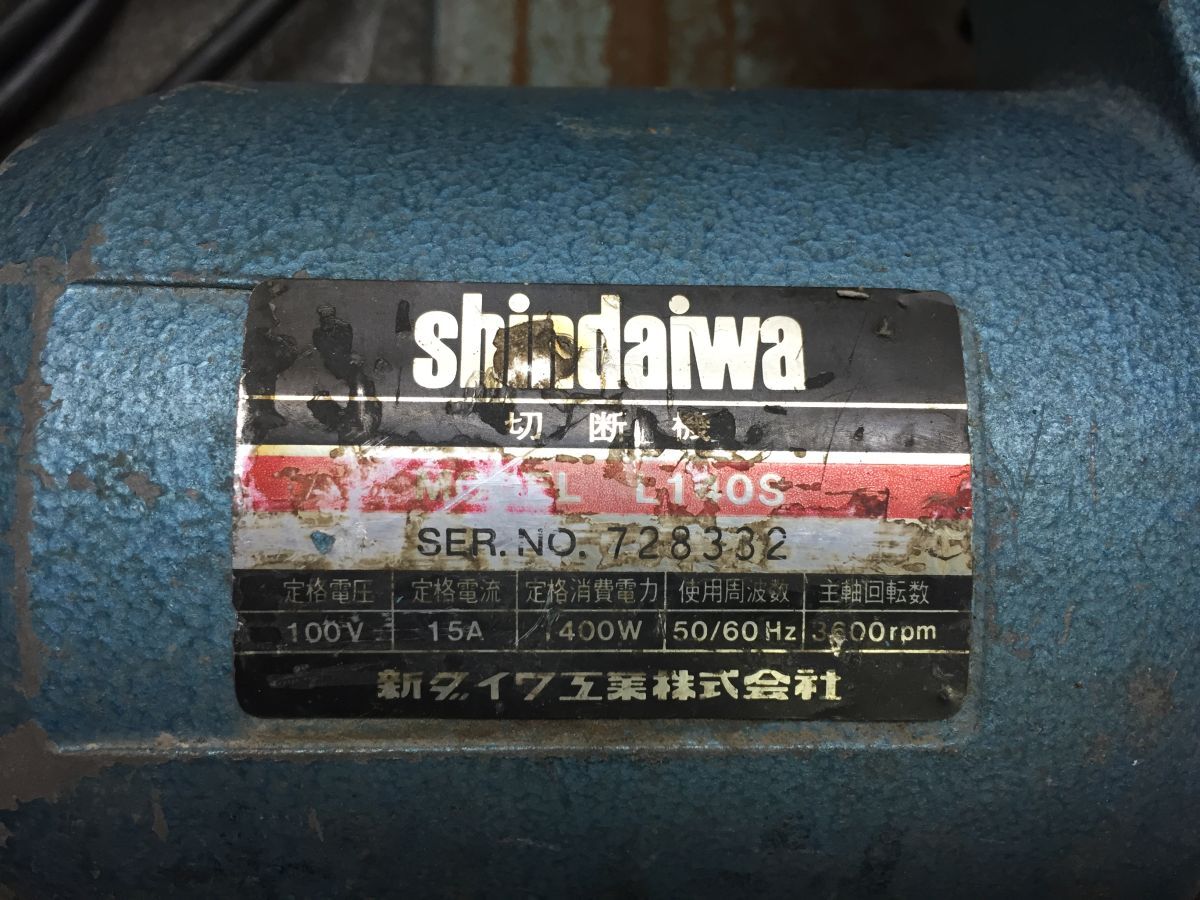 shindaiwa
切断機
MODEL L140S
SER. NO. 728332
定格電圧 定格電流 定格消費電力 使用周波数 主軸回転数
100V 15A 1400W 50/60Hz 3600rpm
新ダイワ工業株式会社